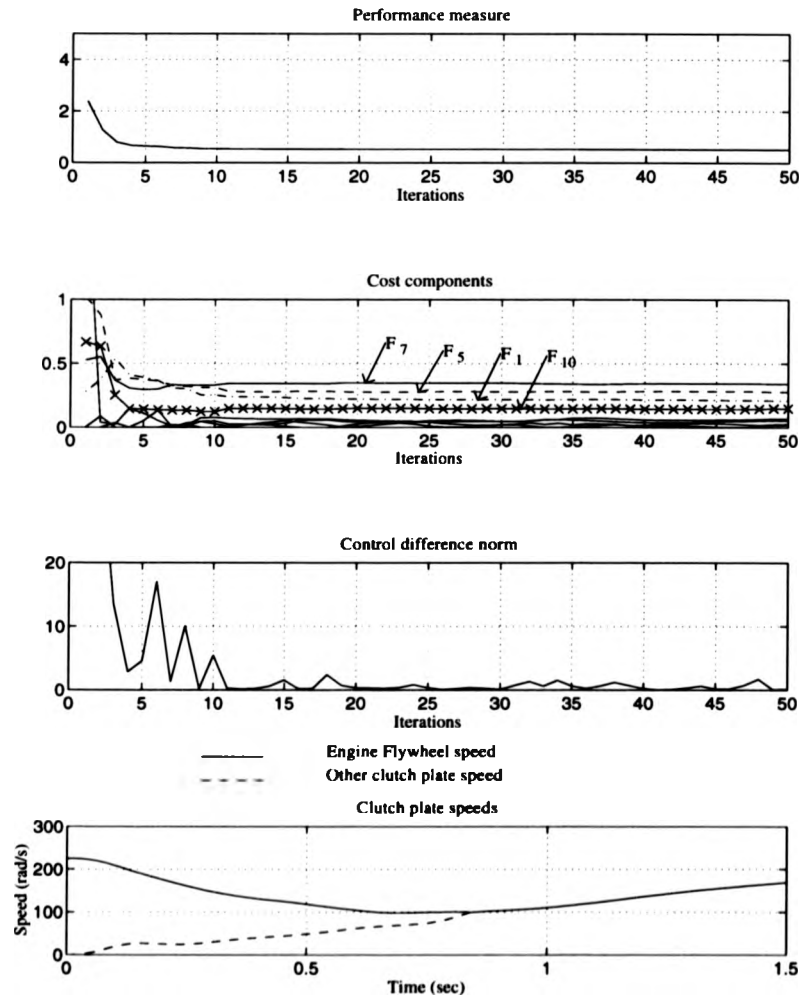 Performance measure
4
2
0
0 5 10 15 20 25 30 35 40 45 50
Iterations
Cost components
1
0.5
0
F7 F5 F1 F10
0 5 10 15 20 25 30 35 40 45 50
Iterations
Control difference norm
20
10
0
0 5 10 15 20 25 30 35 40 45 50
Iterations
Engine Flywheel speed
Other clutch plate speed
Clutch plate speeds
Speed (rad/s)
300
200
100
0
0 0.5 1 1.5
Time (sec)